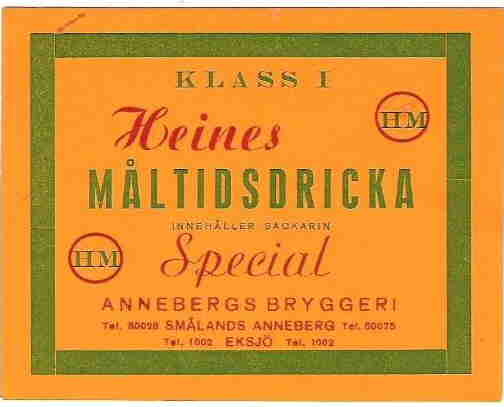 KLASS I
HM
Heines
MÅLTIDSDRICKA
INNEHÅLLER SACKARIN
HM
Special
ANNEBERGS BRYGGERI
Tel. 50028 SMÅLANDS ANNEBERG Tel. 50075
Tel. 1002 EKSJÖ Tel. 1002